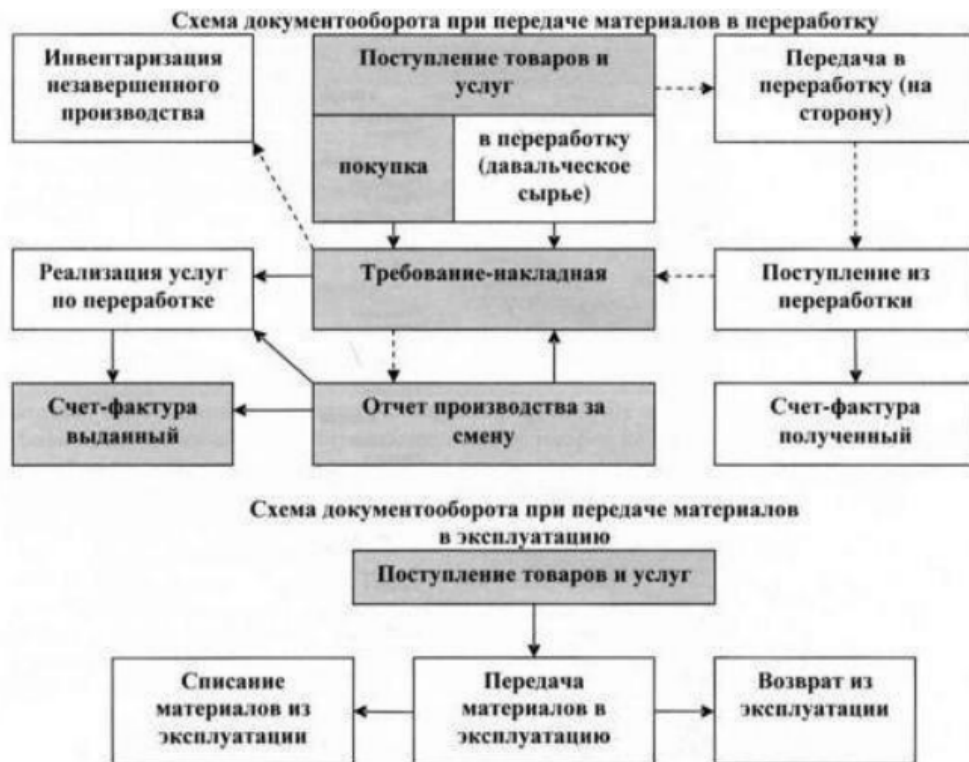 Схема документооборота при передаче материалов в переработку
Инвентаризация
незавершенного
производства
Поступление товаров и
услуг
Передача в
переработку (на
сторону)
покупка
в переработку
(давальческое
сырье)
Реализация услуг
по переработке
Требование-накладная
Поступление из
переработки
Счет-фактура
выданный
Отчет производства за
смену
Счет-фактура
полученный
Схема документооборота при передаче материалов
в эксплуатацию
Поступление товаров и услуг
Списание
материалов из
эксплуатации
Передача
материалов в
эксплуатацию
Возврат из
эксплуатации